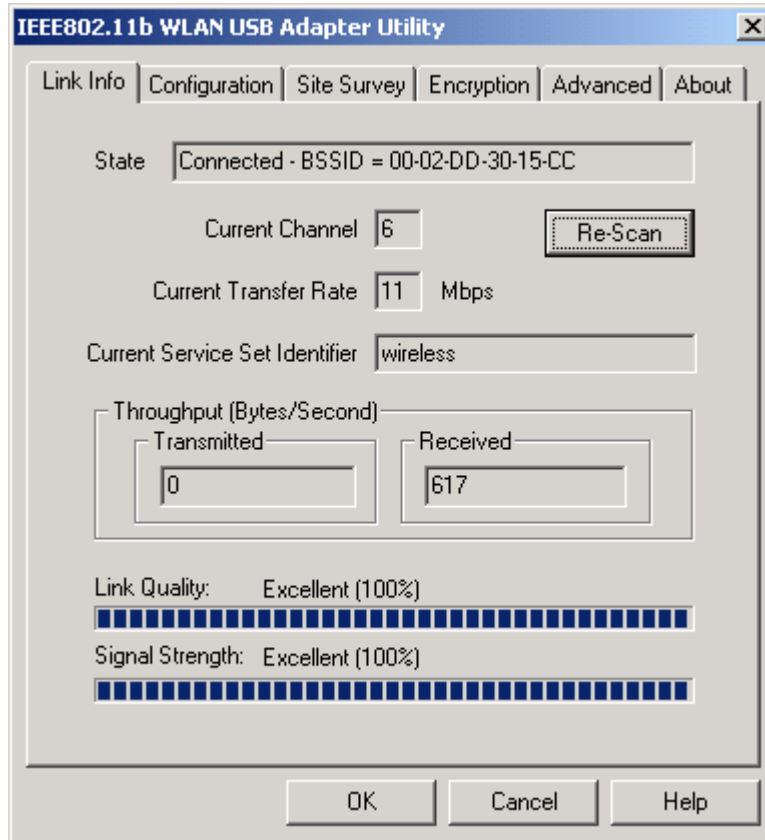 IEEE802.11b WLAN USB Adapter Utility
Link Info Configuration Site Survey Encryption Advanced About
State Connected - BSSID = 00-02-DD-30-15-CC
Current Channel 6 Re-Scan
Current Transfer Rate 11 Mbps
Current Service Set Identifier wireless
Throughput (Bytes/Second)
Transmitted Received
0 617
Link Quality: Excellent (100%)
Signal Strength: Excellent (100%)
OK Cancel Help